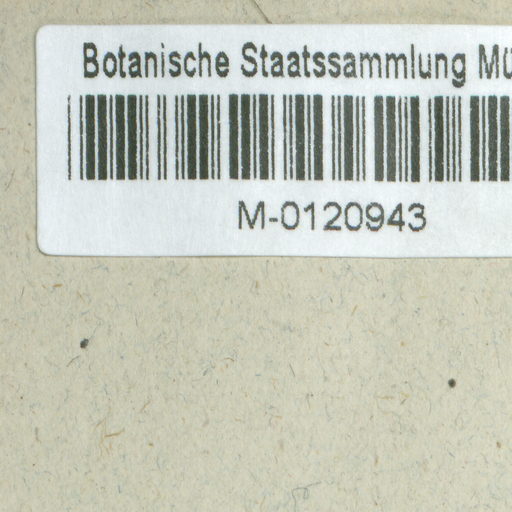 Botanische Staatssammlung Mü
M-0120943